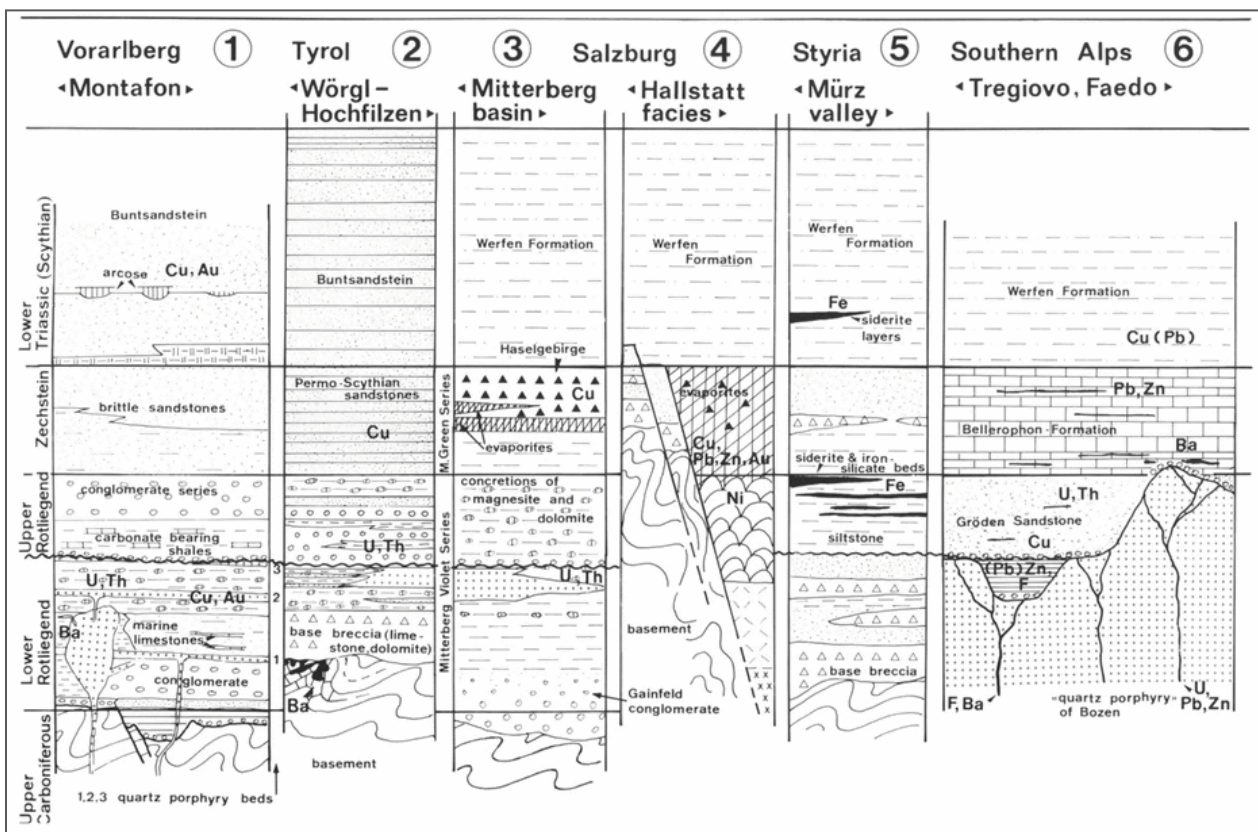 Vorarlberg 1 Tyrol 2 3 Salzburg 4 Styria 5 Southern Alps 6
Montafon
Wörgl –
Hochfilzen
Mitterberg
basin
Hallstatt
facies
Mürz
valley
Tregiovo, Faedo
Lower
Triassic (Scythian)
Zechstein
Upper
Rotliegend
Lower
Rotliegend
Upper
Carboniferous
Buntsandstein
arcose
Cu, Au
brittle sandstones
conglomerate series
carbonate bearing
shales
U,Th
3
Cu, Au
2
Ba
marine
limestones
1
conglomerate
1,2,3 quartz porphyry beds
Buntsandstein
Permo-Scythian
sandstones
Cu
U,Th
base breccia (lime-
stone, dolomite)
Ba
basement
Werfen Formation
Haselgebirge
M. Green Series
Cu
evaporites
concretions of
magnesite and
dolomite
Violet Series
U,Th
Mitterberg
Gainfeld
conglomerate
Werfen
Formation
evaporites
Cu,
Pb, Zn, Au
Ni
basement
Werfen
Formation
Fe
siderite
layers
siderite & iron-
silicate beds
Fe
siltstone
base breccia
Werfen Formation
Cu (Pb)
Pb, Zn
Bellerophon-Formation
Ba
U,Th
Gröden Sandstone
Cu
(Pb) Zn,
F
F, Ba
"quartz porphyry"
of Bozen
U,
Pb, Zn